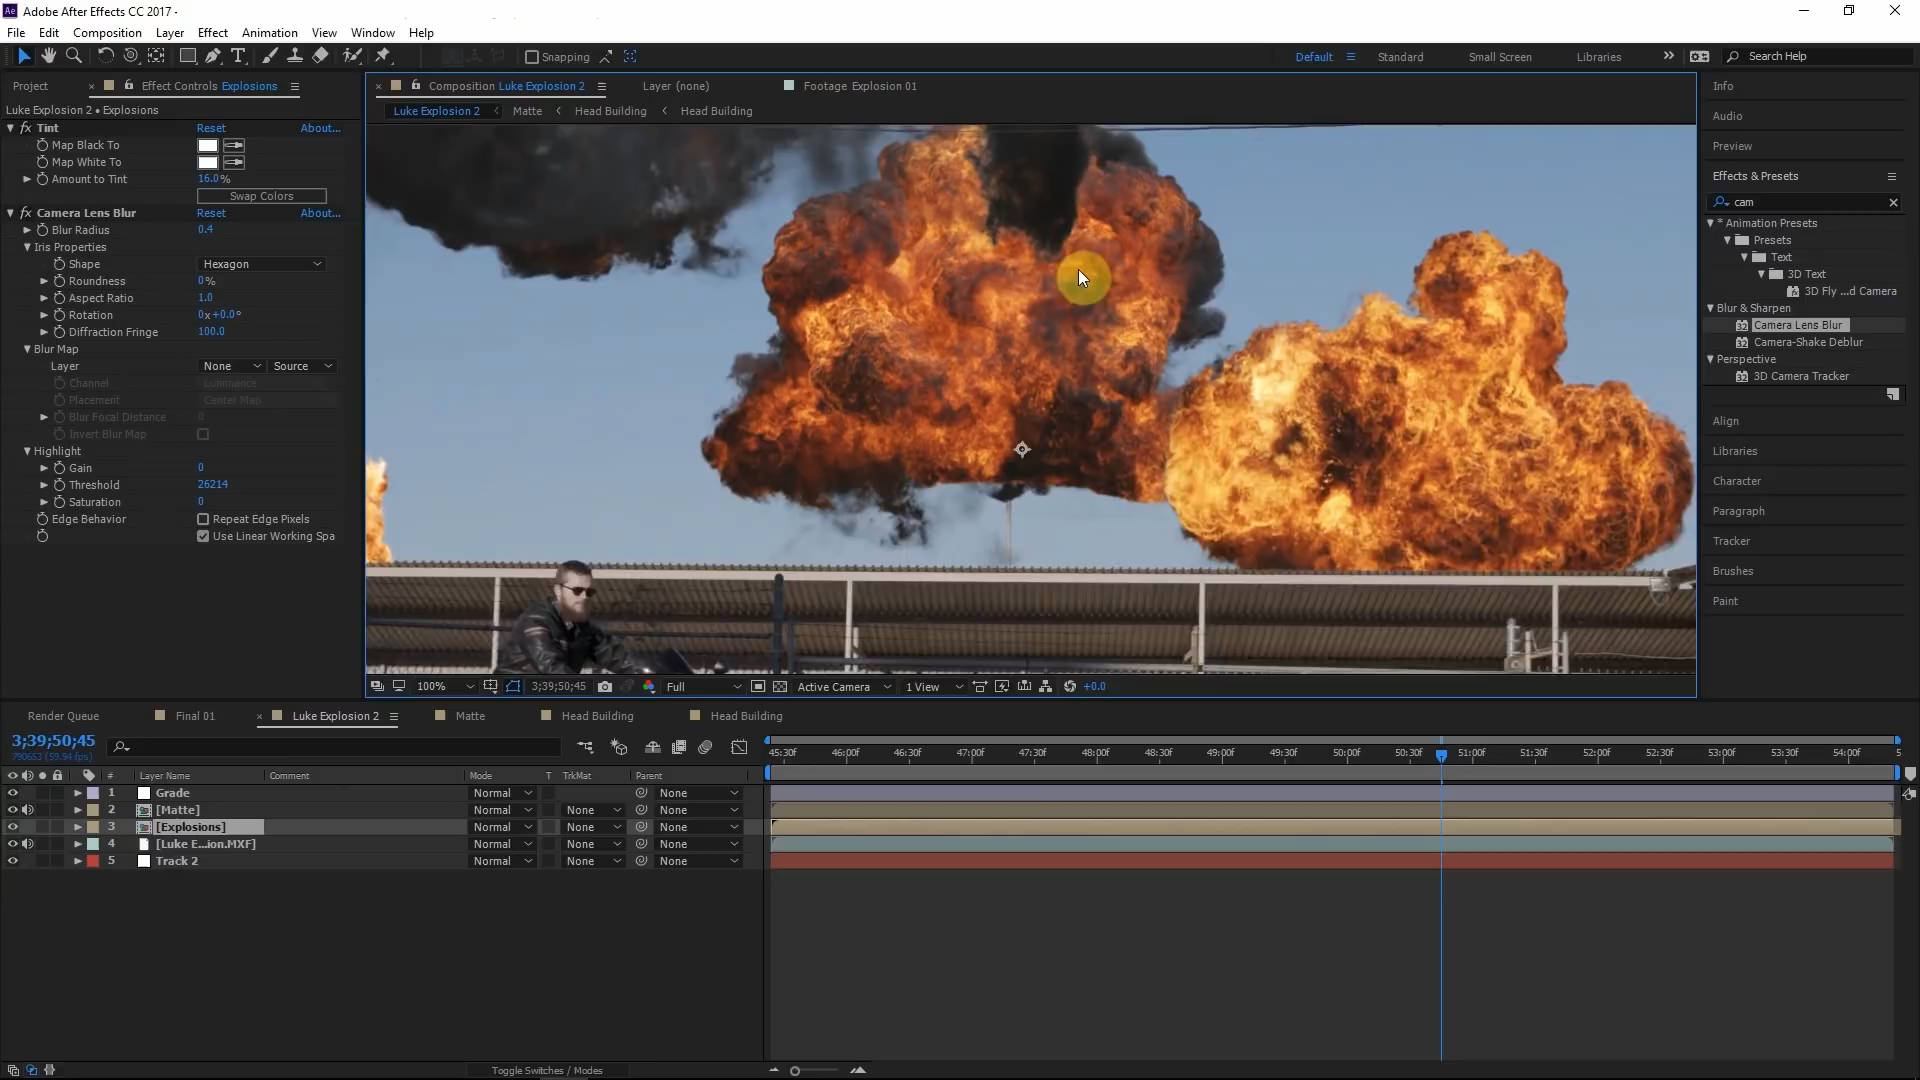 Ae Adobe After Effects CC 2017 -
File Edit Composition Layer Effect Animation View Window Help
T Snapping Default Standard Small Screen Libraries Search Help
Project Effect Controls Explosions
Luke Explosion 2 • Explosions
fx Tint Reset About...
Map Black To
Map White To
Amount to Tint 16.0%
Swap Colors
fx Camera Lens Blur Reset About...
Blur Radius 0.4
Iris Properties
Shape Hexagon
Roundness 0%
Aspect Ratio 1.0
Rotation 0x+0.0°
Diffraction Fringe 100.0
Blur Map
Layer None Source
Channel Luminance
Placement Center Map
Blur Focal Distance 0
Invert Blur Map
Highlight
Gain 0
Threshold 26214
Saturation 0
Edge Behavior Repeat Edge Pixels
Use Linear Working Spa
Composition Luke Explosion 2 Layer (none) Footage Explosion 01
Luke Explosion 2 Matte Head Building Head Building
100% 3;39;50;45 Full Active Camera 1 View +0.0
Info
Audio
Preview
Effects & Presets
cam
* Animation Presets
Presets
Text
3D Text
3D Fly ...d Camera
Blur & Sharpen
32 Camera Lens Blur
32 Camera-Shake Deblur
Perspective
32 3D Camera Tracker
Align
Libraries
Character
Paragraph
Tracker
Brushes
Paint
Render Queue Final 01 Luke Explosion 2 Matte Head Building Head Building
3;39;50;45
790653 (59.94 fps)
45:30f 46:00f 46:30f 47:00f 47:30f 48:00f 48:30f 49:00f 49:30f 50:00f 50:30f 51:00f 51:30f 52:00f 52:30f 53:00f 53:30f 54:00f 5
# Layer Name Comment Mode T TrkMat Parent
1 Grade Normal None
2 [Matte] Normal None None
3 [Explosions] Normal None None
4 [Luke E...ion.MXF] Normal None None
5 Track 2 Normal None None
Toggle Switches / Modes